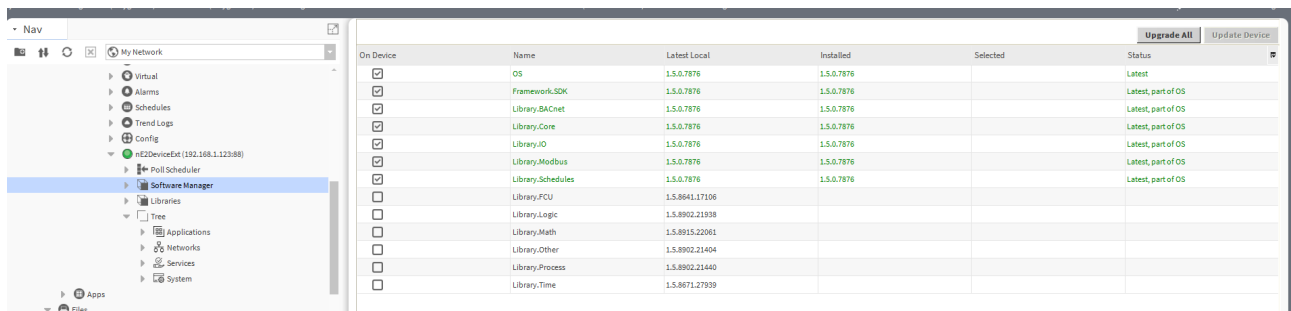 Nav
My Network
Virtual
Alarms
Schedules
Trend Logs
Config
nE2DeviceExt (192.168.1.123:88)
Poll Scheduler
Software Manager
Libraries
Tree
Applications
Networks
Services
System
Apps
Files
Upgrade All Update Device
On Device Name Latest Local Installed Selected Status
OS 1.5.0.7876 1.5.0.7876 Latest
Framework.SDK 1.5.0.7876 1.5.0.7876 Latest, part of OS
Library.BACnet 1.5.0.7876 1.5.0.7876 Latest, part of OS
Library.Core 1.5.0.7876 1.5.0.7876 Latest, part of OS
Library.IO 1.5.0.7876 1.5.0.7876 Latest, part of OS
Library.Modbus 1.5.0.7876 1.5.0.7876 Latest, part of OS
Library.Schedules 1.5.0.7876 1.5.0.7876 Latest, part of OS
Library.FCU 1.5.8641.17106
Library.Logic 1.5.8902.21938
Library.Math 1.5.8915.22061
Library.Other 1.5.8902.21404
Library.Process 1.5.8902.21440
Library.Time 1.5.8671.27939